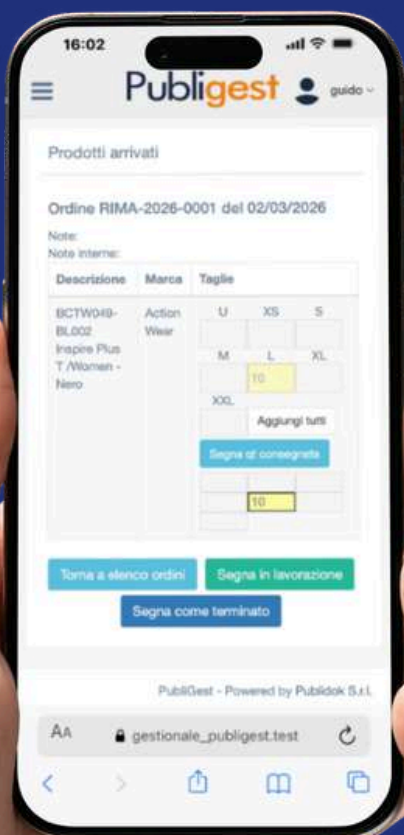 16:02
Publigest
guido
Prodotti arrivati
Ordine RIMA-2026-0001 del 02/03/2026
Note:
Note interne:
Descrizione Marca Taglie
BCTW049-
BL002
Inspire Plus
T /Women -
Nero
Action
Wear
U XS S
M L XL
10
XXL
Aggiungi tutti
Segna qt consegnata
10
Torna a elenco ordini
Segna in lavorazione
Segna come terminato
PubliGest - Powered by Publidok S.r.l.
AA
gestionale_publigest.test